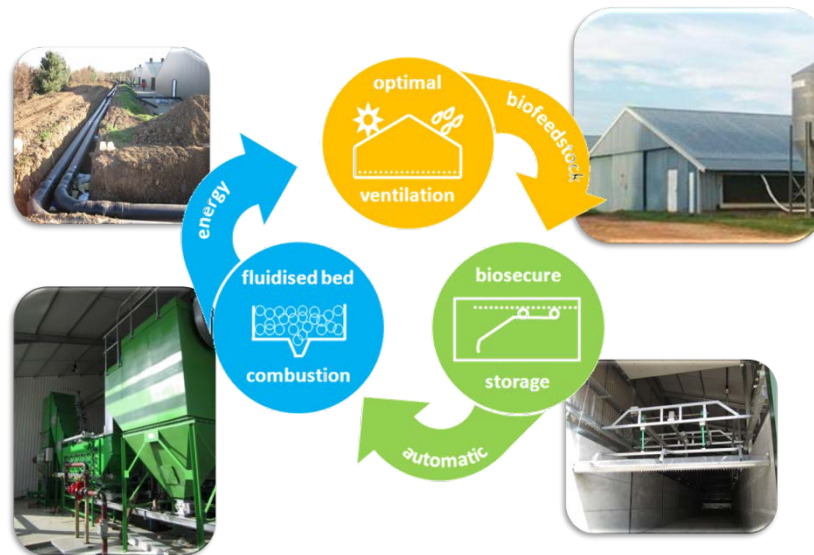 optimal
ventilation
biofeedstock
biosecure
storage
automatic
fluidised bed
combustion
energy